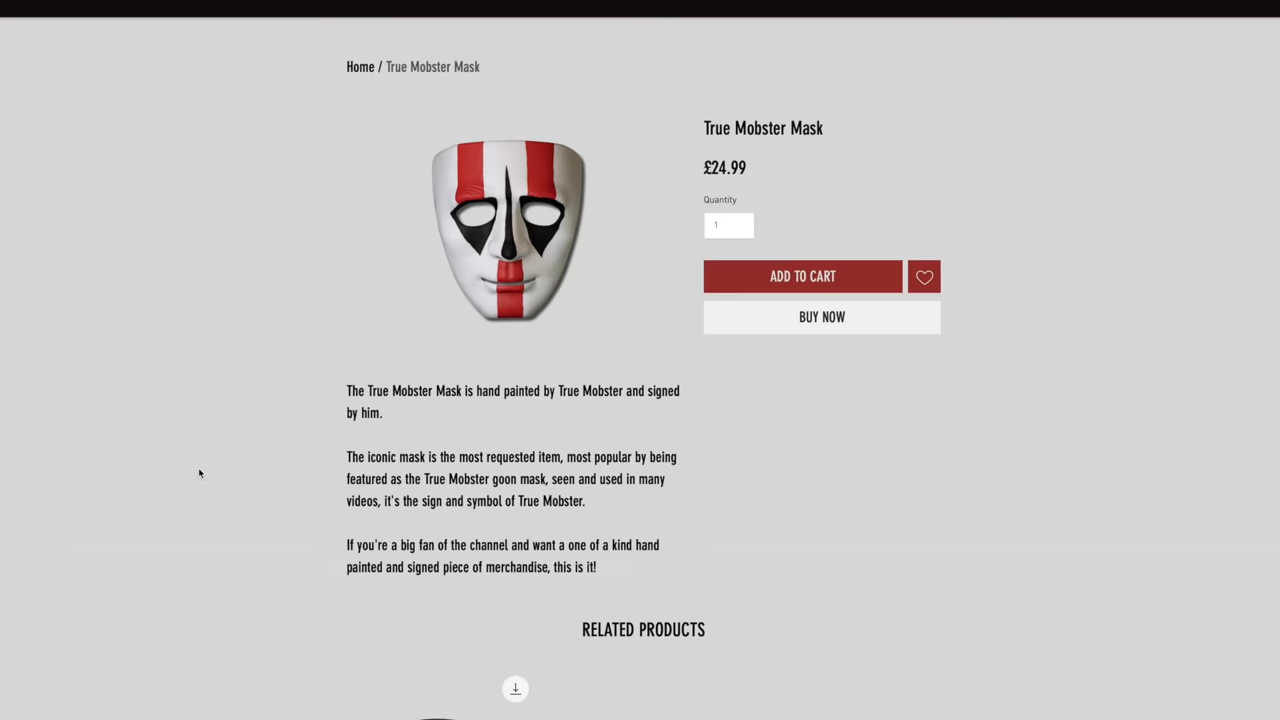 Home / True Mobster Mask
True Mobster Mask
£24.99
Quantity
1
ADD TO CART
BUY NOW
The True Mobster Mask is hand painted by True Mobster and signed
by him.
The iconic mask is the most requested item, most popular by being
featured as the True Mobster goon mask, seen and used in many
videos, it's the sign and symbol of True Mobster.
If you're a big fan of the channel and want a one of a kind hand
painted and signed piece of merchandise, this is it!
RELATED PRODUCTS